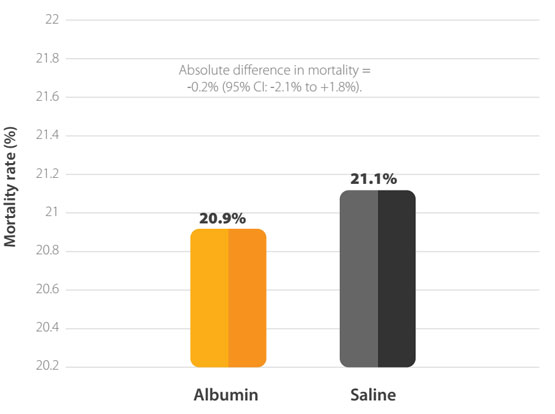 22
21.8
Absolute difference in mortality =
-0.2% (95% CI: -2.1% to +1.8%).
21.6
21.4
21.2
21.1%
21
20.9%
20.8
20.6
20.4
20.2
Mortality rate (%)
Albumin
Saline